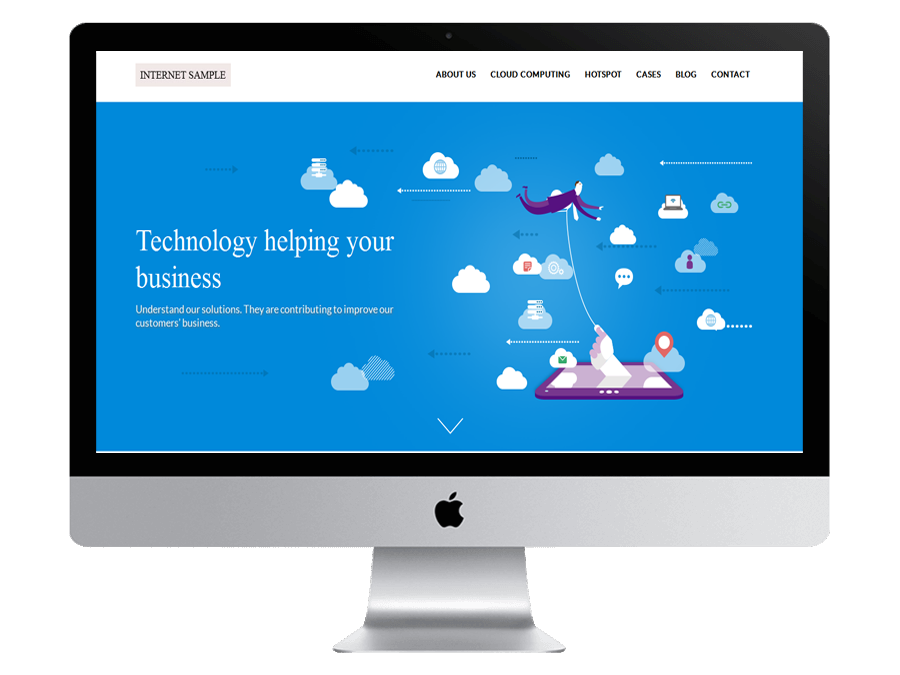 INTERNET SAMPLE
ABOUT US CLOUD COMPUTING HOTSPOT CASES BLOG CONTACT
Technology helping your
business
Understand our solutions. They are contributing to improve our
customers' business.